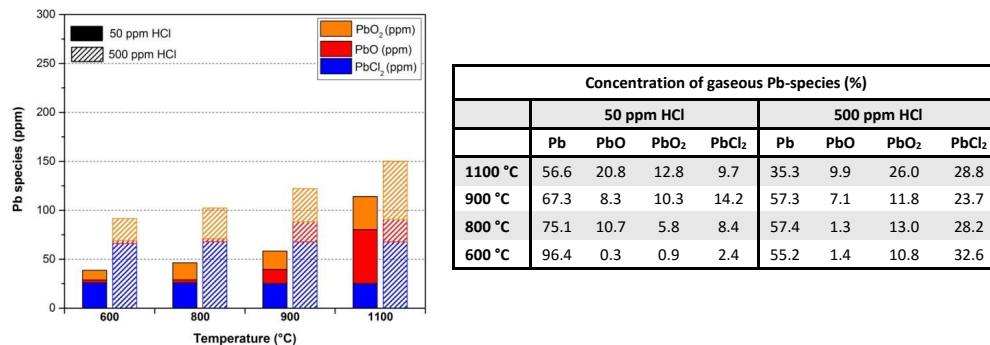 300
250
200
150
100
50
0
Pb species (ppm)
50 ppm HCl
500 ppm HCl
PbO₂ (ppm)
PbO (ppm)
PbCl₂ (ppm)
600 800 900 1100
Temperature (°C)
Concentration of gaseous Pb-species (%)
50 ppm HCl 500 ppm HCl
Pb PbO PbO₂ PbCl₂ Pb PbO PbO₂ PbCl₂
1100 °C 56.6 20.8 12.8 9.7 35.3 9.9 26.0 28.8
900 °C 67.3 8.3 10.3 14.2 57.3 7.1 11.8 23.7
800 °C 75.1 10.7 5.8 8.4 57.4 1.3 13.0 28.2
600 °C 96.4 0.3 0.9 2.4 55.2 1.4 10.8 32.6